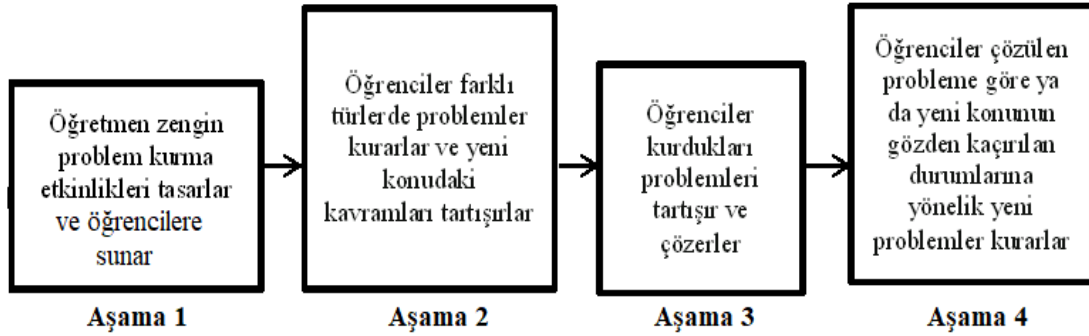 Öğretmen zengin
problem kurma
etkinlikleri tasarlar
ve öğrencilere
sunar
Aşama 1
Öğrenciler farklı
türlerde problemler
kurarlar ve yeni
konudaki
kavramları tartışırlar
Aşama 2
Öğrenciler
kurdukları
problemleri
tartışır ve
çözerler
Aşama 3
Öğrenciler çözülen
probleme göre ya
da yeni konunun
gözden kaçırılan
durumlarına
yönelik yeni
problemler kurarlar
Aşama 4